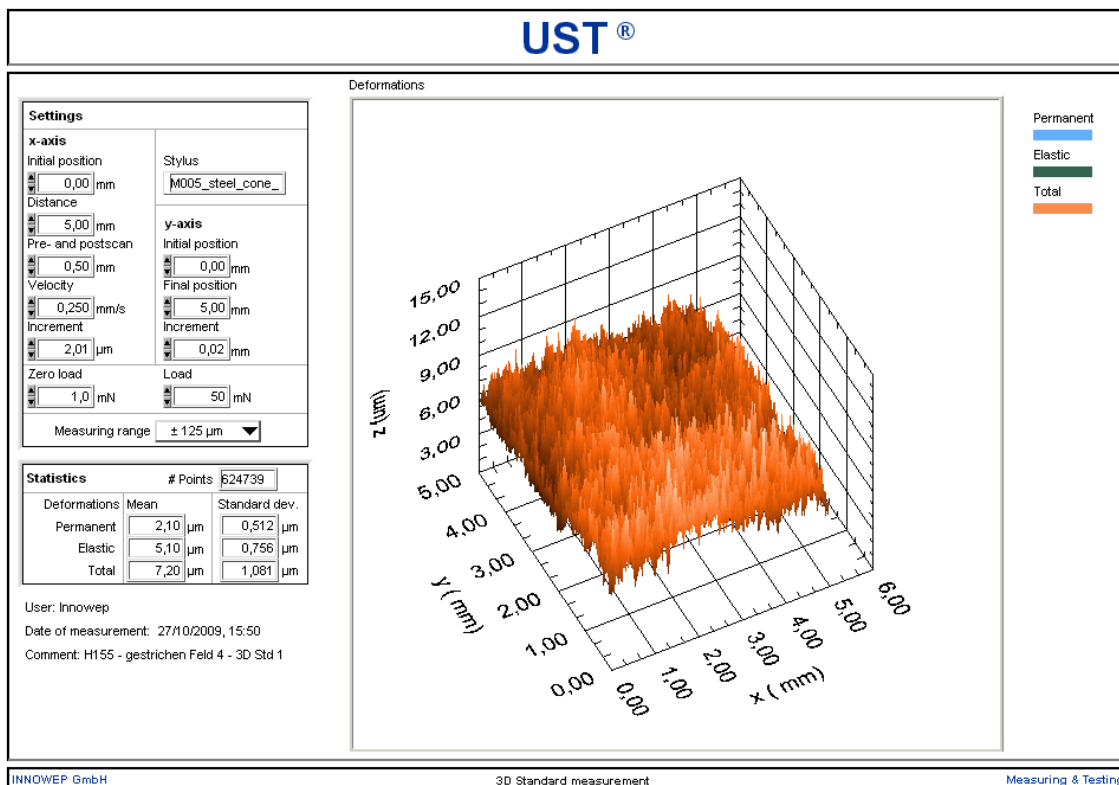 UST ®
Deformations
Settings
x-axis
Initial position
0,00 mm
Distance
5,00 mm
Pre- and postscan
0,50 mm
Velocity
0,250 mm/s
Increment
2,01 µm
Stylus
M005_steel_cone_
y-axis
Initial position
0,00 mm
Final position
5,00 mm
Increment
0,02 mm
Zero load
1,0 mN
Load
50 mN
Measuring range ± 125 µm
Statistics # Points 624739
Deformations Mean Standard dev.
Permanent 2,10 µm 0,512 µm
Elastic 5,10 µm 0,756 µm
Total 7,20 µm 1,081 µm
User: Innowep
Date of measurement: 27/10/2009, 15:50
Comment: H155 - gestrichen Feld 4 - 3D Std 1
15,00
12,00
9,00
6,00
3,00
z (µm)
5,00
4,00
3,00
2,00
1,00
0,00
y ( mm)
0,00
1,00
2,00
3,00
4,00
5,00
6,00
x ( mm)
Permanent
Elastic
Total
INNOWEP GmbH 3D Standard measurement Measuring & Testing